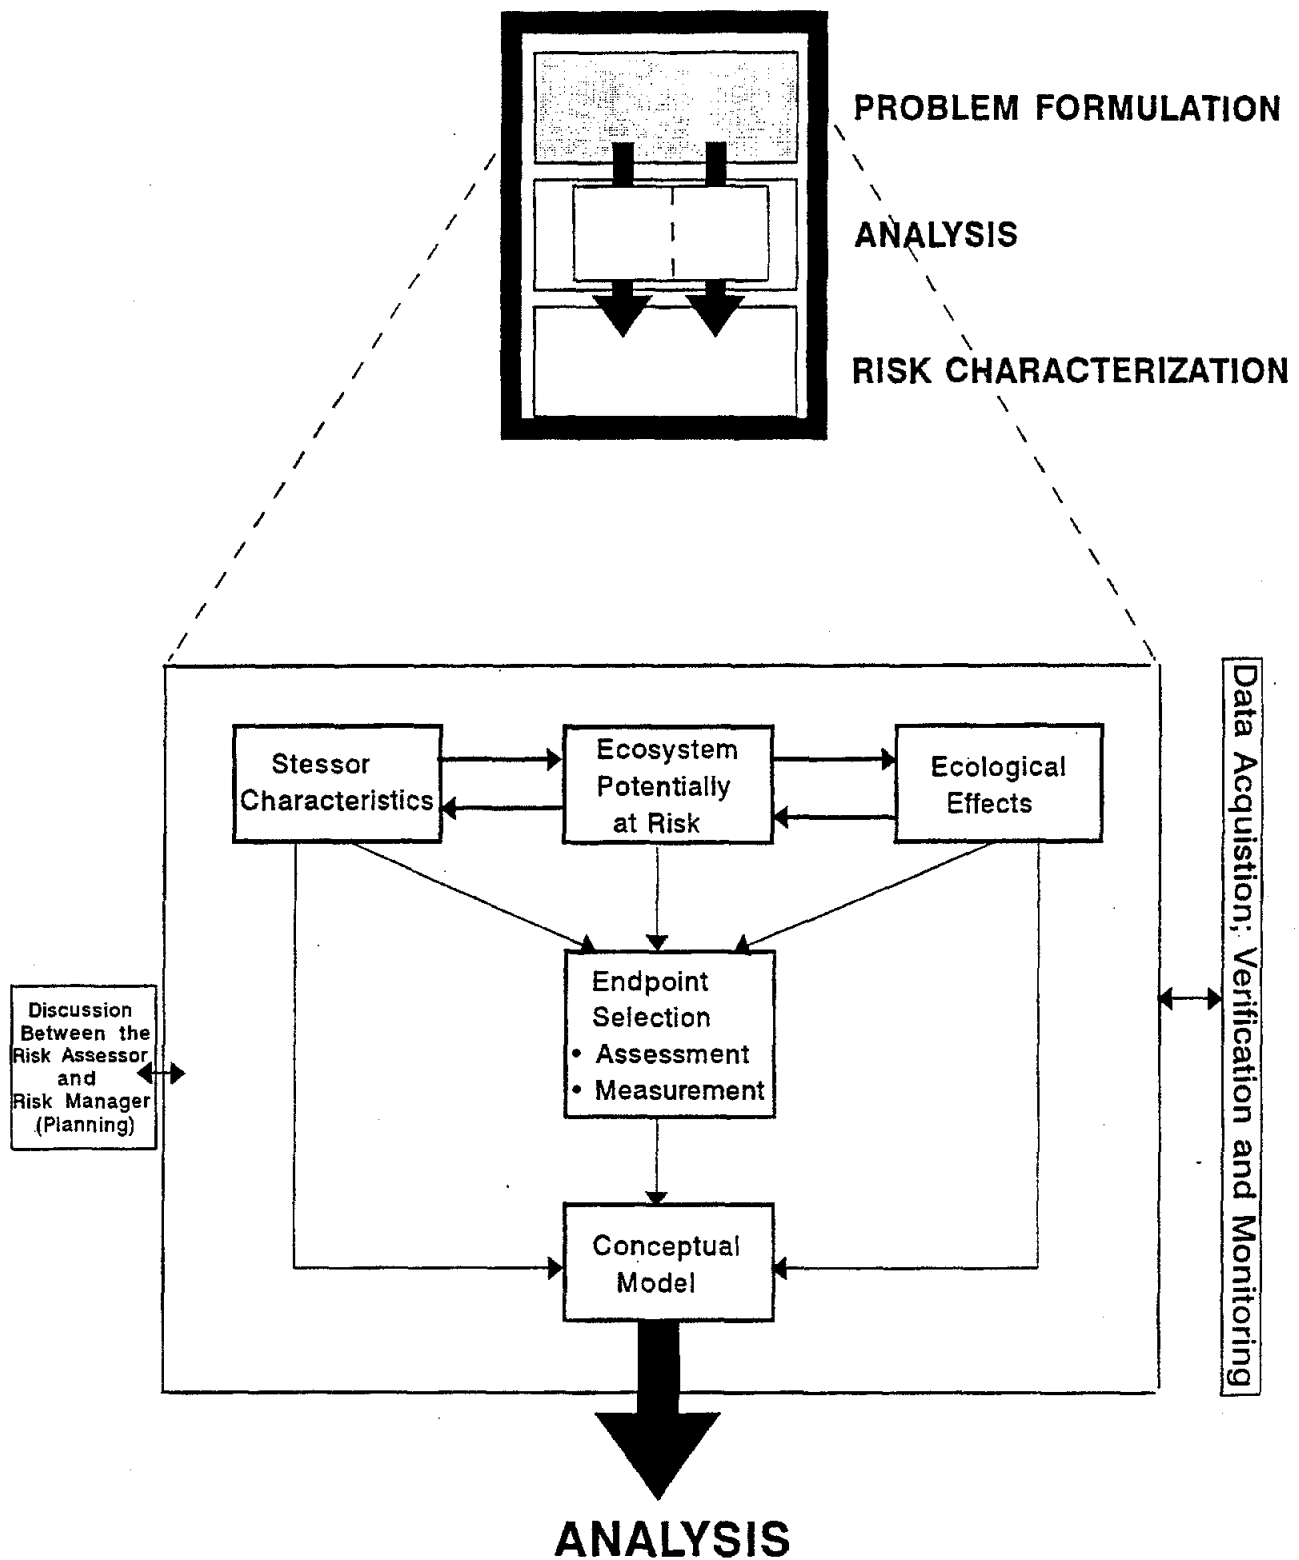 PROBLEM FORMULATION
ANALYSIS
RISK CHARACTERIZATION
Stessor
Characteristics
Ecosystem
Potentially
at Risk
Ecological
Effects
Endpoint
Selection
• Assessment
• Measurement
Discussion
Between the
Risk Assessor
and
Risk Manager
(Planning)
Conceptual
Model
Data Acquistion; Verification and Monitoring
ANALYSIS